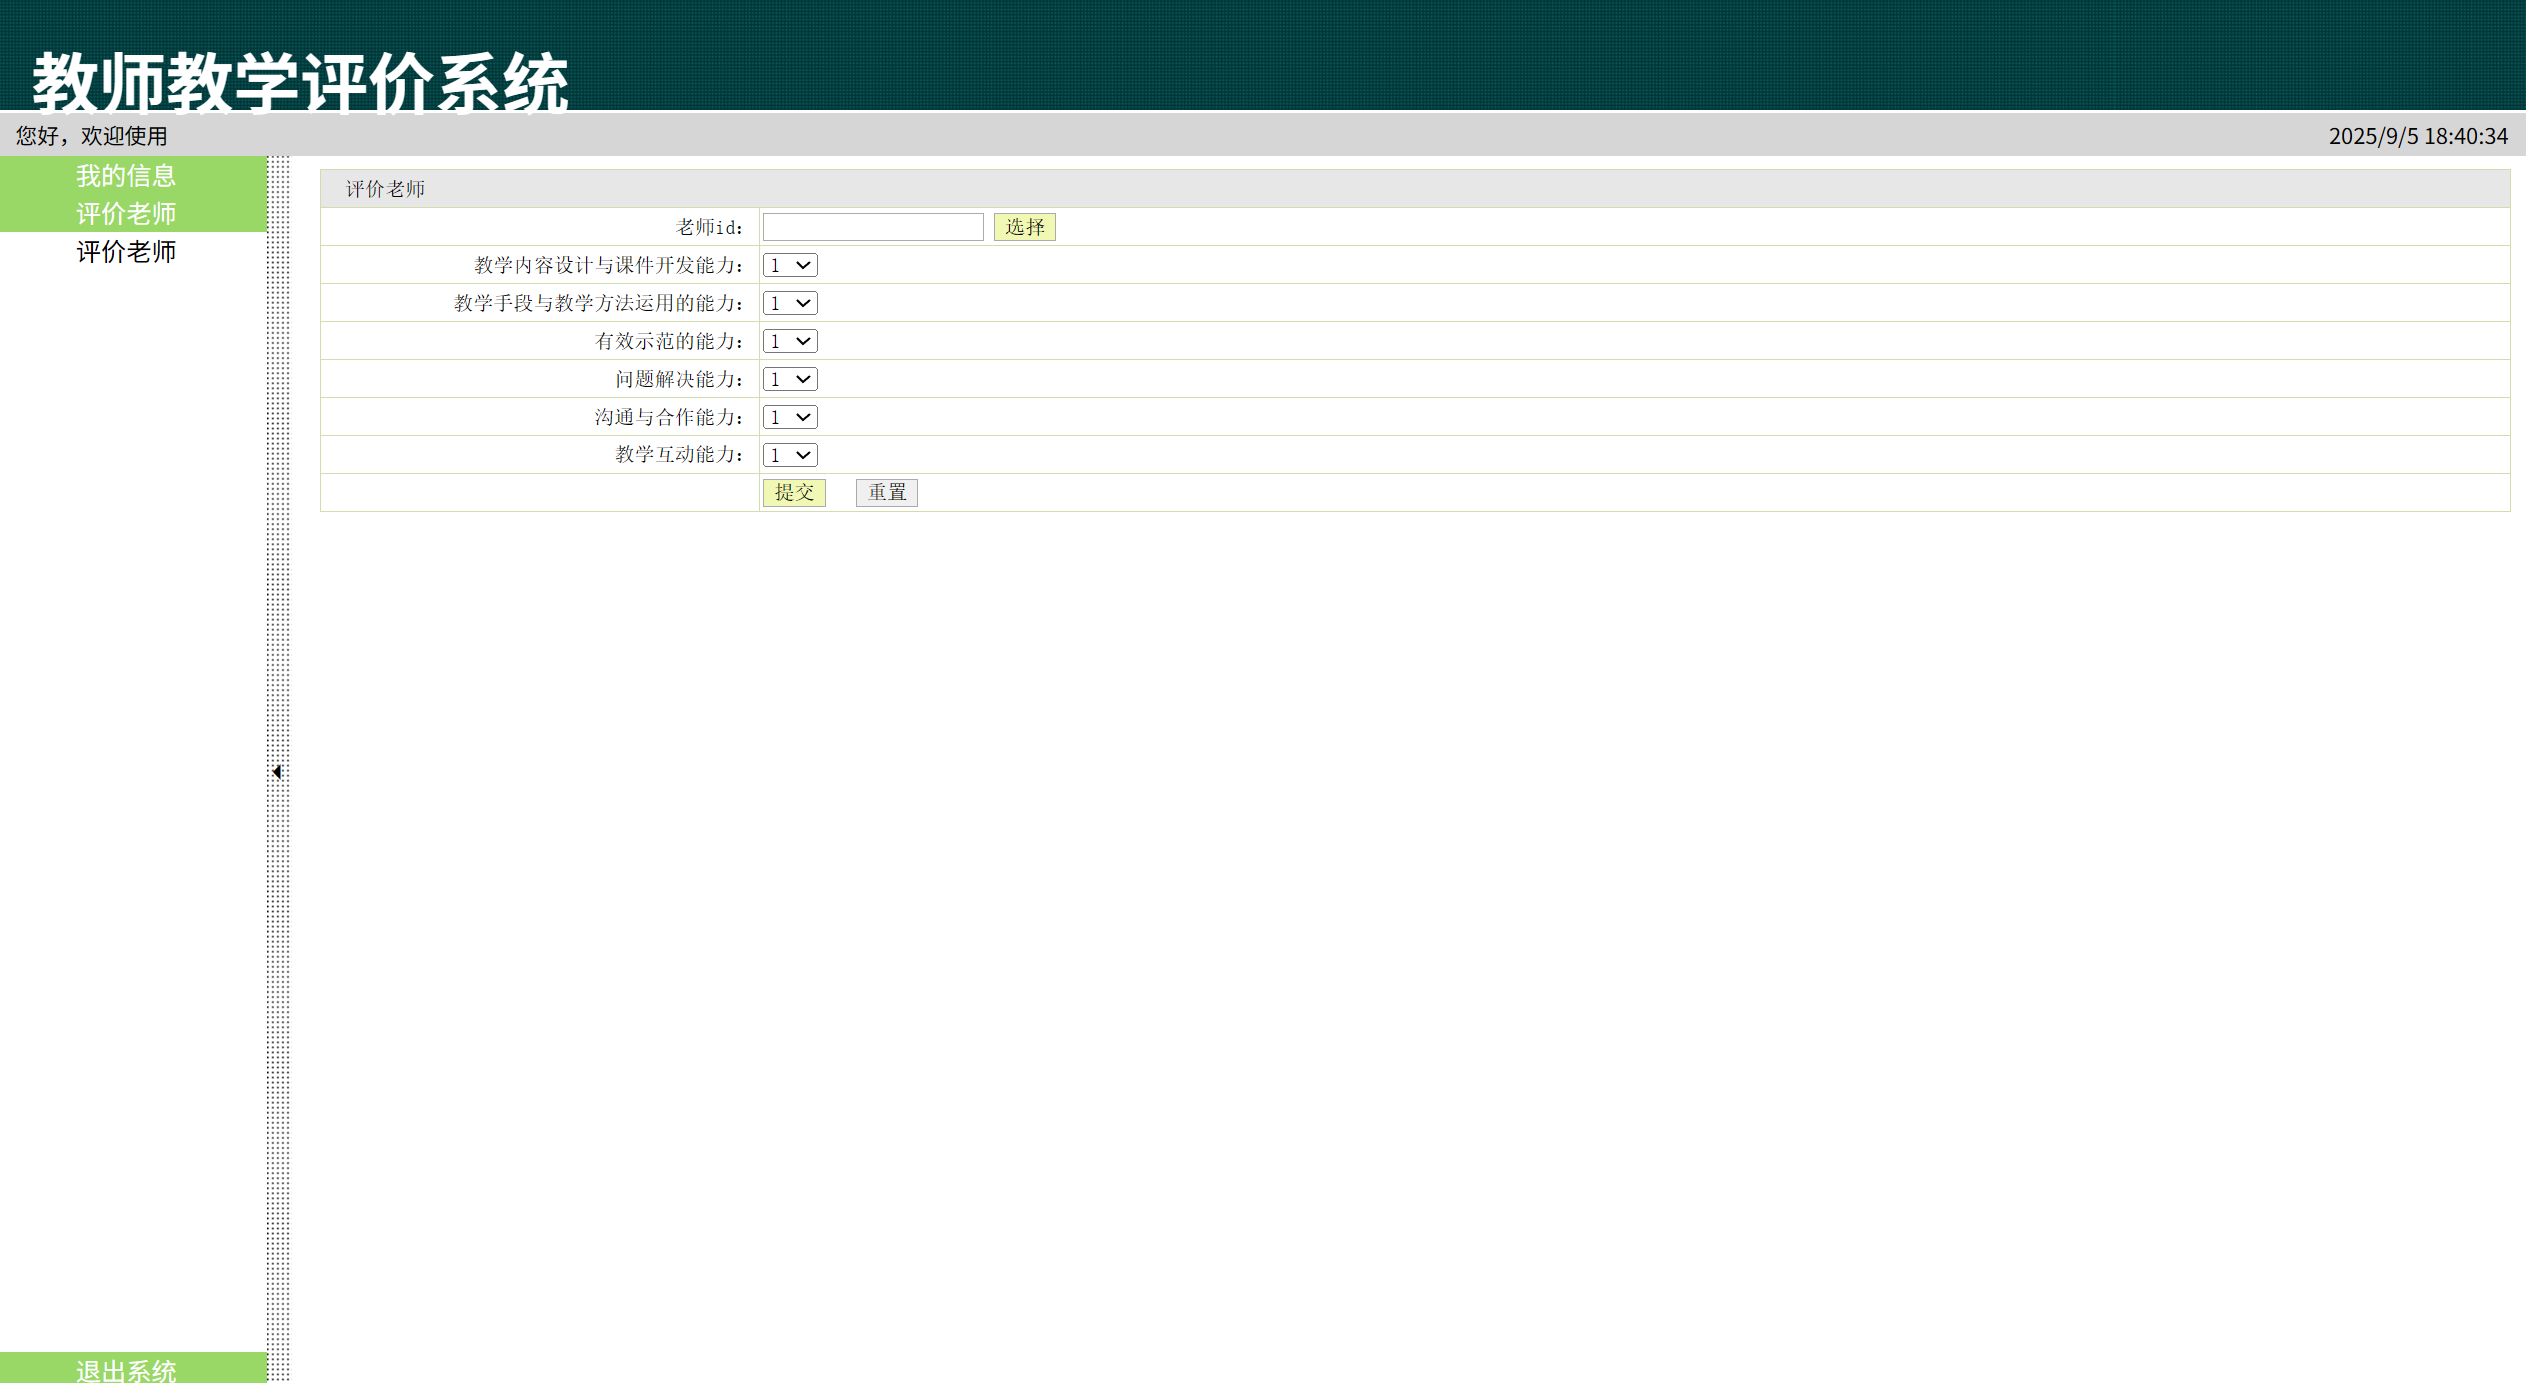 教师教学评价系统
您好，欢迎使用 2025/9/5 18:40:34
我的信息
评价老师
评价老师
退出系统
评价老师
老师id： 选择
教学内容设计与课件开发能力： 1
教学手段与教学方法运用的能力： 1
有效示范的能力： 1
问题解决能力： 1
沟通与合作能力： 1
教学互动能力： 1
提交 重置